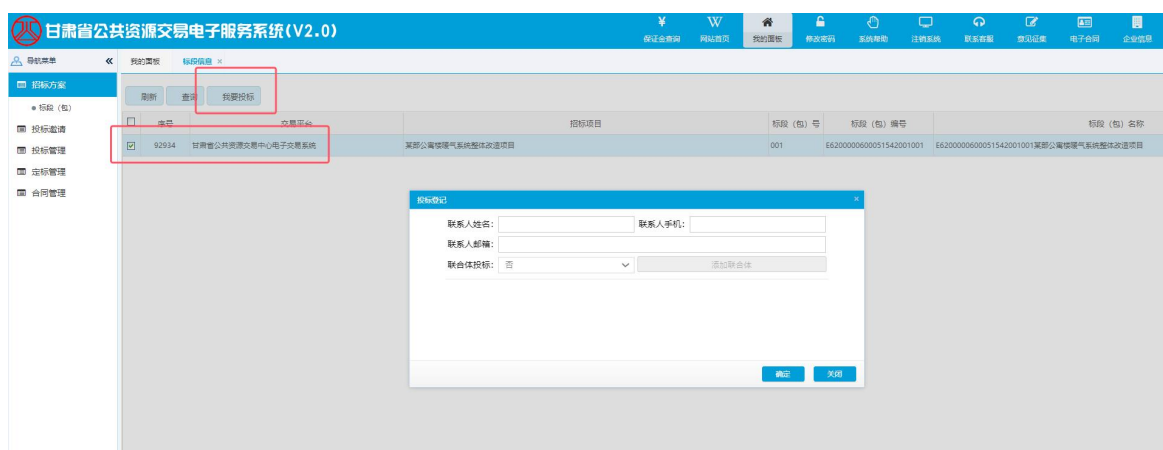 甘肃省公共资源交易电子服务系统(V2.0)
保证金查询 网站首页 我的面板 修改密码 系统帮助 注销系统 联系客服 意见征集 电子合同 企业信息
导航菜单 « 我的面板 标段信息 ×
招标方案
标段（包）
投标邀请
投标管理
定标管理
合同管理
刷新 查询 我要投标
序号 交易平台 招标项目 标段（包）号 标段（包）编号 标段（包）名称
92934 甘肃省公共资源交易中心电子交易系统 某部公寓楼暖气系统整体改造项目 001 E6200000600051542001001 E6200000600051542001001某部公寓楼暖气系统整体改造项目
投标登记 ×
联系人姓名： 联系人手机：
联系人邮箱：
联合体投标： 否 添加联合体
确定 关闭